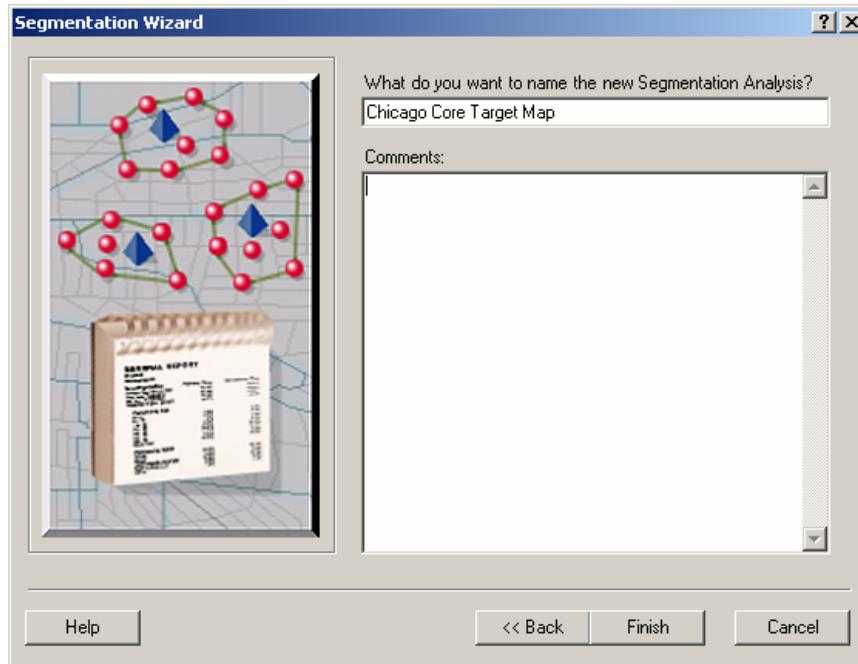 Segmentation Wizard
What do you want to name the new Segmentation Analysis?
Chicago Core Target Map
Comments:
Help
<< Back
Finish
Cancel